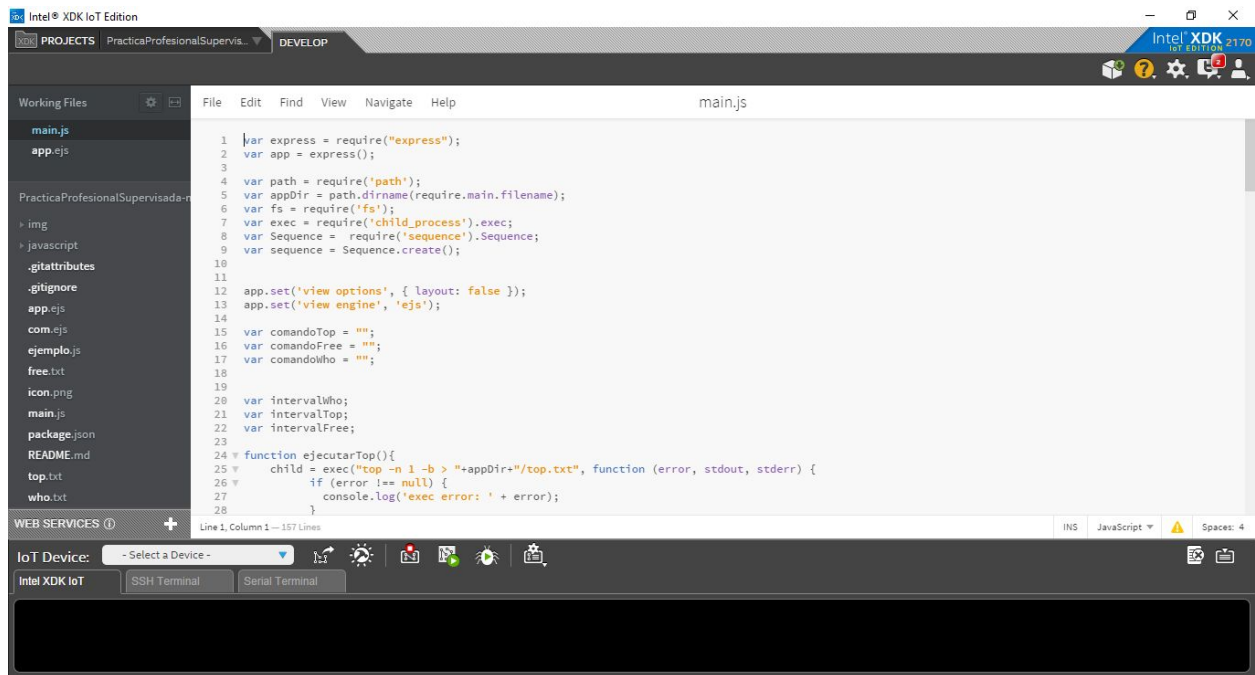 Intel® XDK IoT Edition
XDK PROJECTS PracticaProfesionalSupervis... DEVELOP
Intel® XDK 2170
IoT EDITION
Working Files
main.js
app.ejs
PracticaProfesionalSupervisada-n
img
javascript
.gitattributes
.gitignore
app.ejs
com.ejs
ejemplo.js
free.txt
icon.png
main.js
package.json
README.md
top.txt
who.txt
WEB SERVICES
File Edit Find View Navigate Help main.js
1 var express = require("express");
2 var app = express();
3
4 var path = require('path');
5 var appDir = path.dirname(require.main.filename);
6 var fs = require('fs');
7 var exec = require('child_process').exec;
8 var Sequence =  require('sequence').Sequence;
9 var sequence = Sequence.create();
10
11
12 app.set('view options', { layout: false });
13 app.set('view engine', 'ejs');
14
15 var comandoTop = "";
16 var comandoFree = "";
17 var comandoWho = "";
18
19
20 var intervalWho;
21 var intervalTop;
22 var intervalFree;
23
24 function ejecutarTop(){
25 child = exec("top -n 1 -b > "+appDir+"/top.txt", function (error, stdout, stderr) {
26 if (error !== null) {
27 console.log('exec error: ' + error);
28 }
Line 1, Column 1 — 157 Lines
INS JavaScript Spaces: 4
IoT Device: - Select a Device -
Intel XDK IoT SSH Terminal Serial Terminal